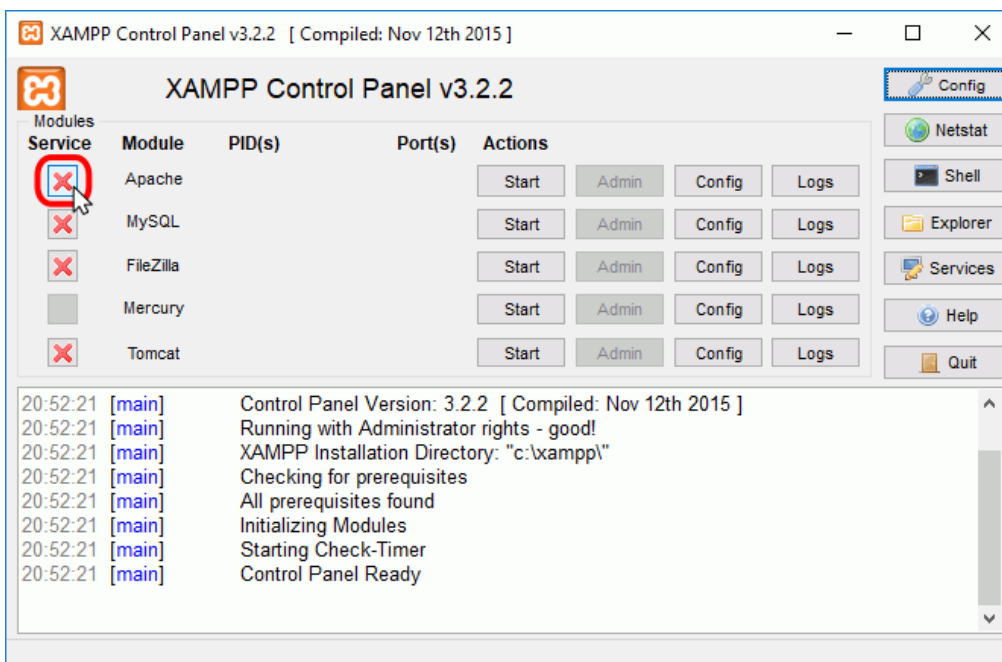 XAMPP Control Panel v3.2.2 [ Compiled: Nov 12th 2015 ]
XAMPP Control Panel v3.2.2
Config
Modules
Service Module PID(s) Port(s) Actions
Netstat
Apache Start Admin Config Logs
Shell
MySQL Start Admin Config Logs
Explorer
FileZilla Start Admin Config Logs
Services
Mercury Start Admin Config Logs
Help
Tomcat Start Admin Config Logs
Quit
20:52:21 [main] Control Panel Version: 3.2.2 [ Compiled: Nov 12th 2015 ]
20:52:21 [main] Running with Administrator rights - good!
20:52:21 [main] XAMPP Installation Directory: "c:\xampp\"
20:52:21 [main] Checking for prerequisites
20:52:21 [main] All prerequisites found
20:52:21 [main] Initializing Modules
20:52:21 [main] Starting Check-Timer
20:52:21 [main] Control Panel Ready